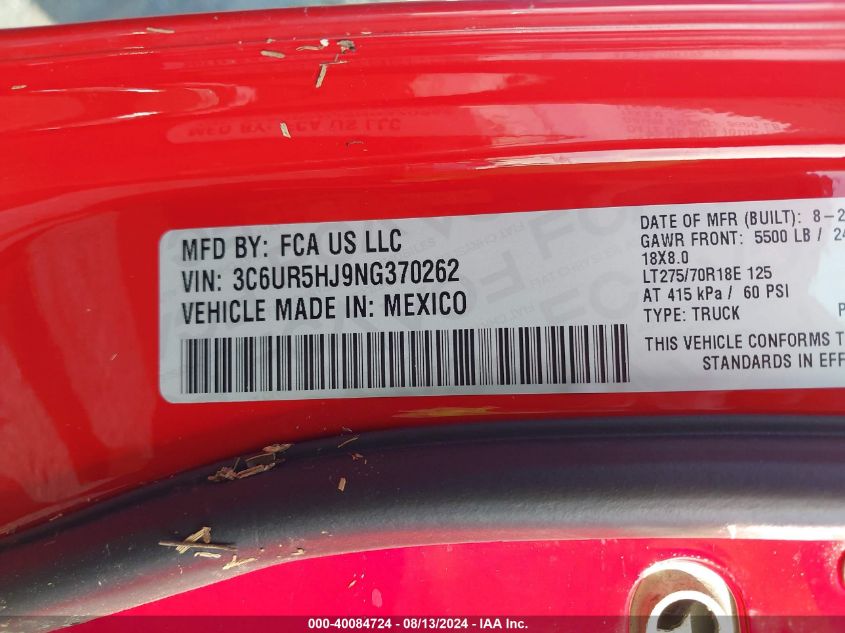 MFD BY: FCA US LLC
VIN: 3C6UR5HJ9NG370262
VEHICLE MADE IN: MEXICO
DATE OF MFR (BUILT): 8-2
GAWR FRONT: 5500 LB / 24
18X8.0
LT275/70R18E 125
AT 415 kPa / 60 PSI
TYPE: TRUCK P
THIS VEHICLE CONFORMS T
STANDARDS IN EFF
000-40084724 - 08/13/2024 - IAA Inc.